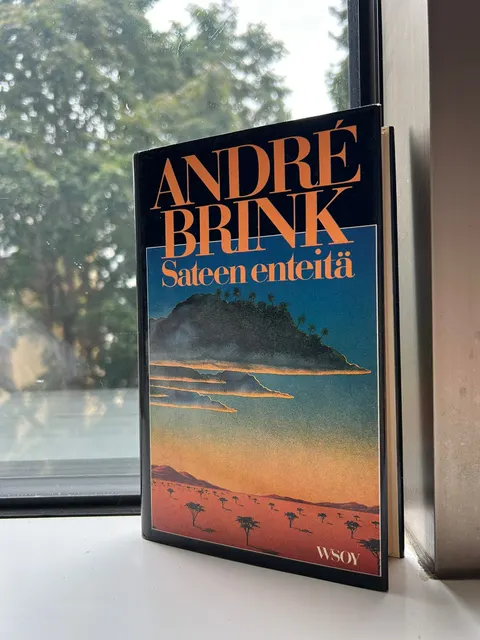 ANDRÉ
BRINK
Sateen enteitä
WSOY